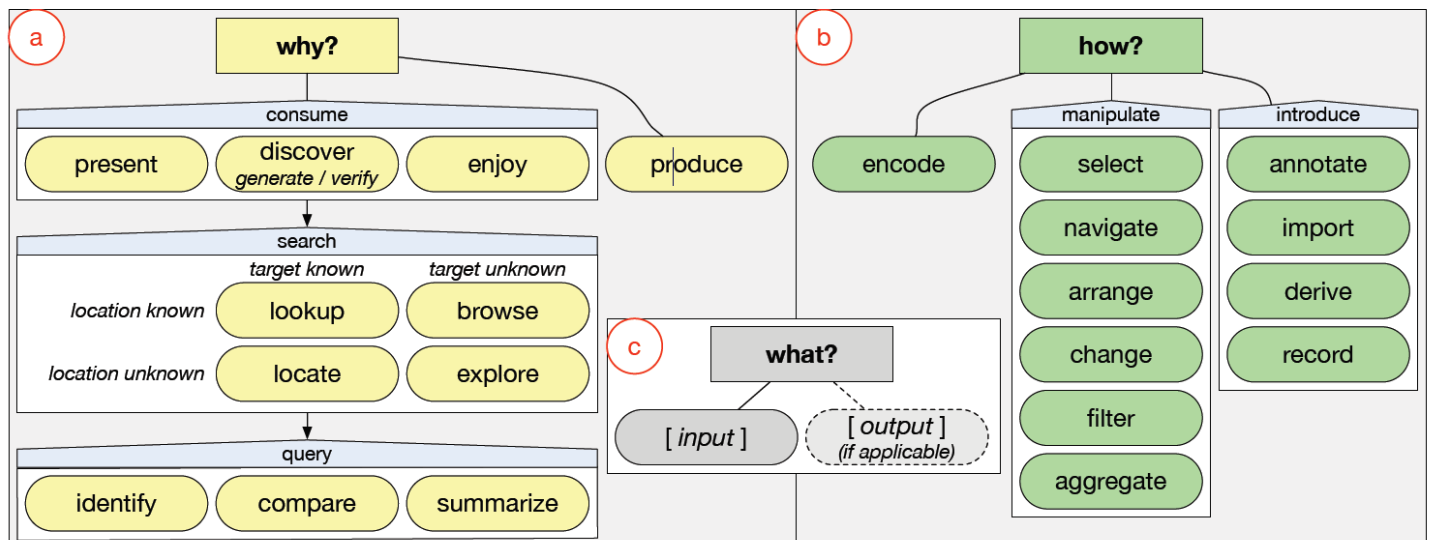 a
why?
consume
present
discover
generate / verify
enjoy
produce
search
target known
target unknown
location known
lookup
browse
location unknown
locate
explore
query
identify
compare
summarize
b
how?
encode
manipulate
select
navigate
arrange
change
filter
aggregate
introduce
annotate
import
derive
record
c
what?
[ input ]
[ output ]
(if applicable)